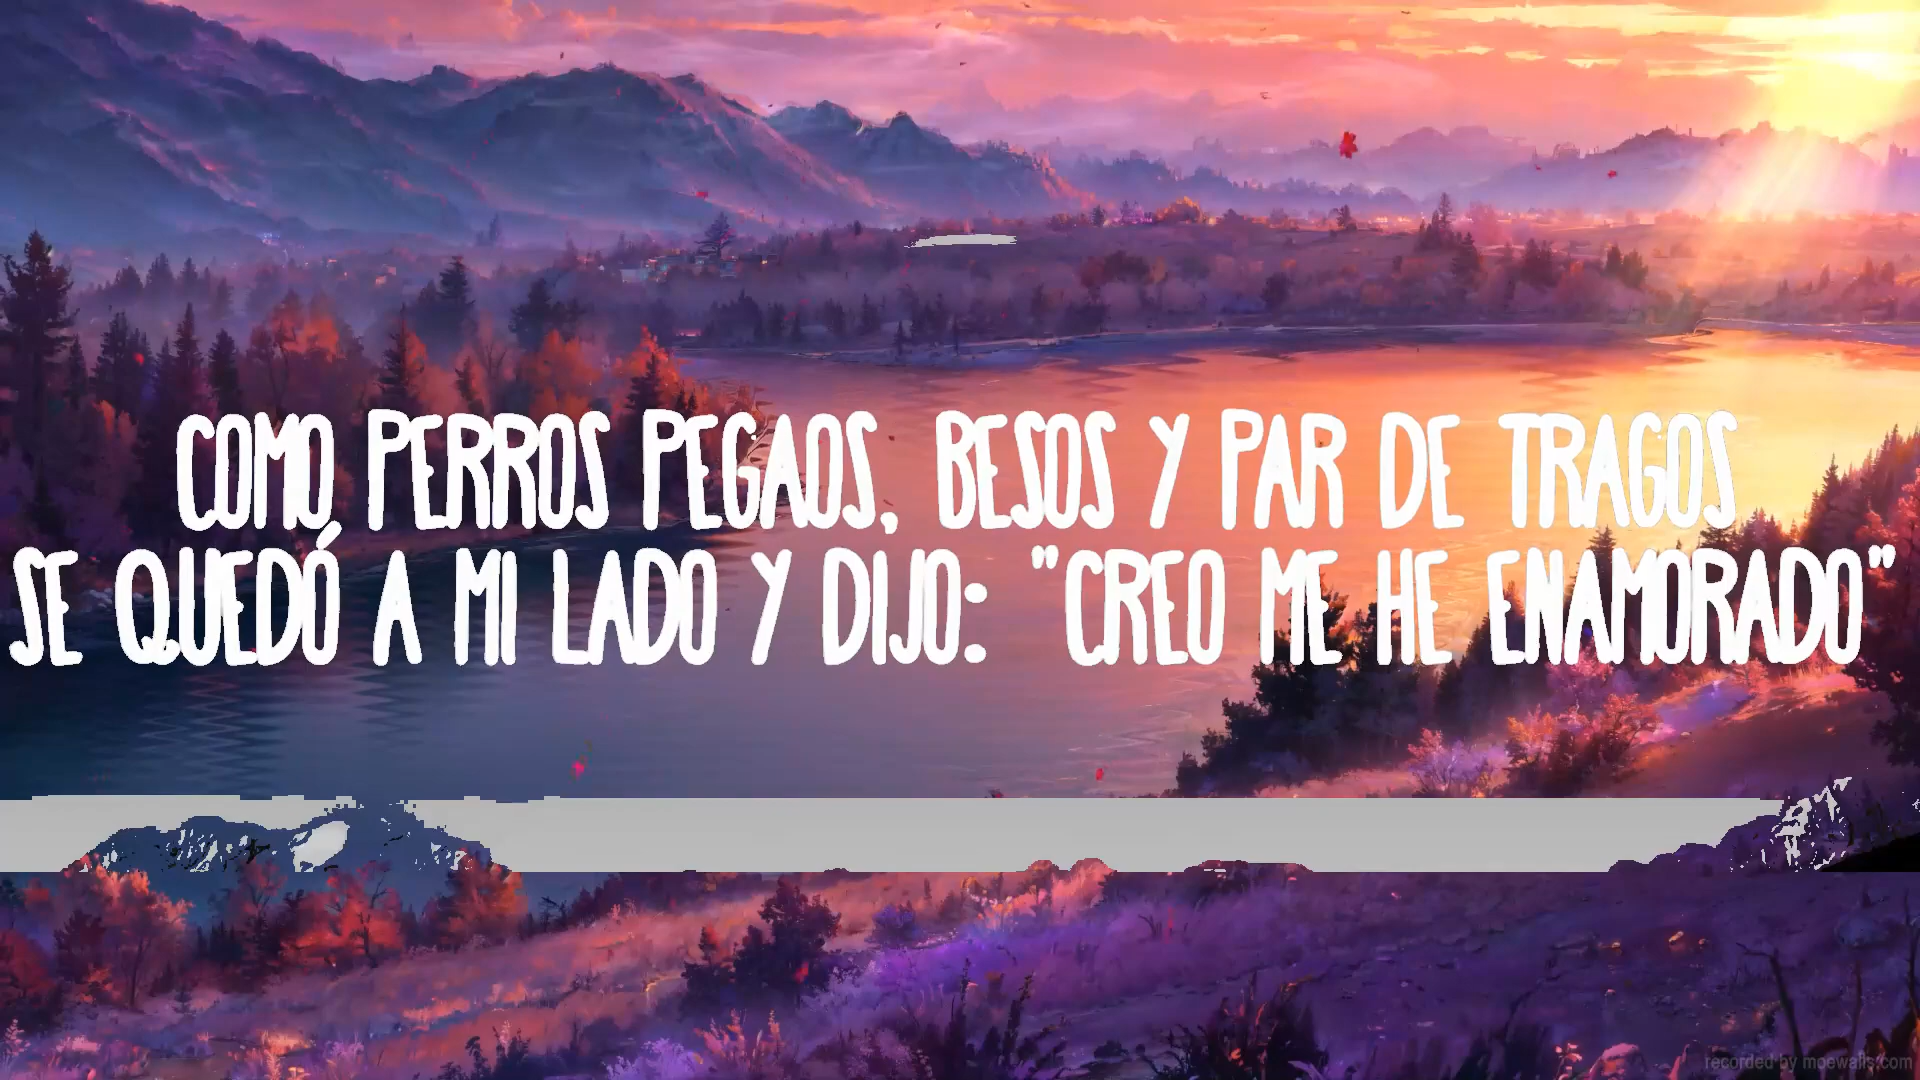 COMO PERROS PEGAOS, BESOS Y PAR DE TRAGOS
SE QUEDÓ A MI LADO Y DIJO: "CREO ME HE ENAMORADO"
recorded by moewalls.com